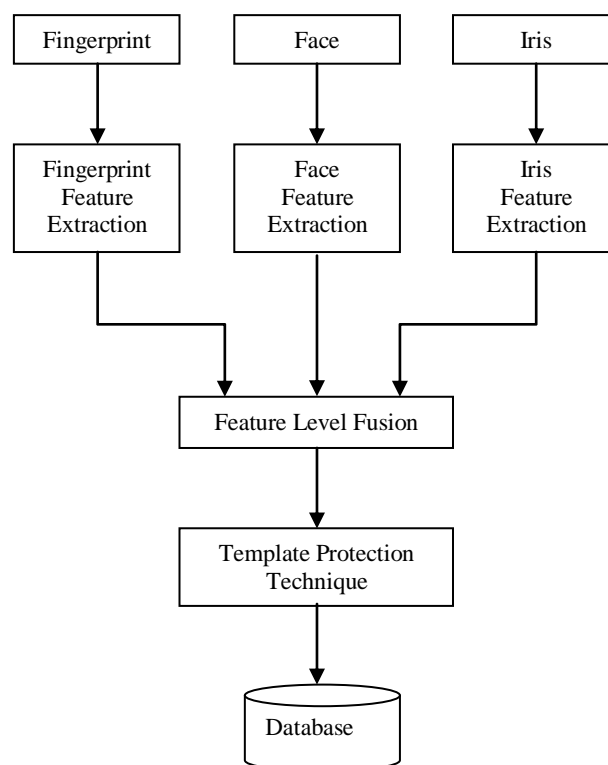 Fingerprint
Face
Iris
Fingerprint
Feature
Extraction
Face
Feature
Extraction
Iris
Feature
Extraction
Feature Level Fusion
Template Protection
Technique
Database